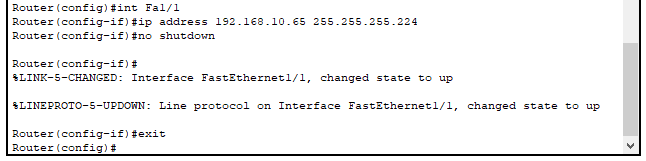 Router(config)#int Fa1/1
Router(config-if)#ip address 192.168.10.65 255.255.255.224
Router(config-if)#no shutdown
Router(config-if)#
%LINK-5-CHANGED: Interface FastEthernet1/1, changed state to up
%LINEPROTO-5-UPDOWN: Line protocol on Interface FastEthernet1/1, changed state to up
Router(config-if)#exit
Router(config)#